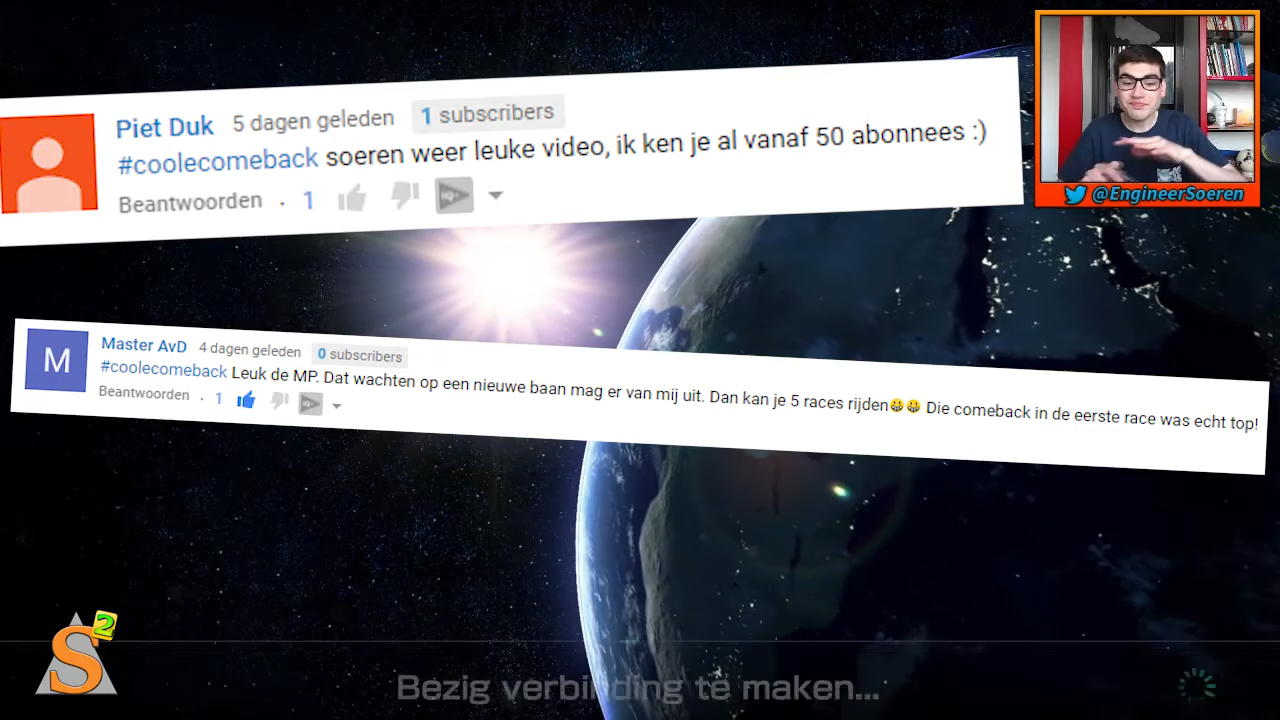 Piet Duk 5 dagen geleden 1 subscribers
#coolecomeback soeren weer leuke video, ik ken je al vanaf 50 abonnees :)
Beantwoorden · 1
@EngineerSoeren
M
Master AvD 4 dagen geleden 0 subscribers
#coolecomeback Leuk de MP. Dat wachten op een nieuwe baan mag er van mij uit. Dan kan je 5 races rijden😀😀 Die comeback in de eerste race was echt top!
Beantwoorden · 1
S2
Bezig verbinding te maken...